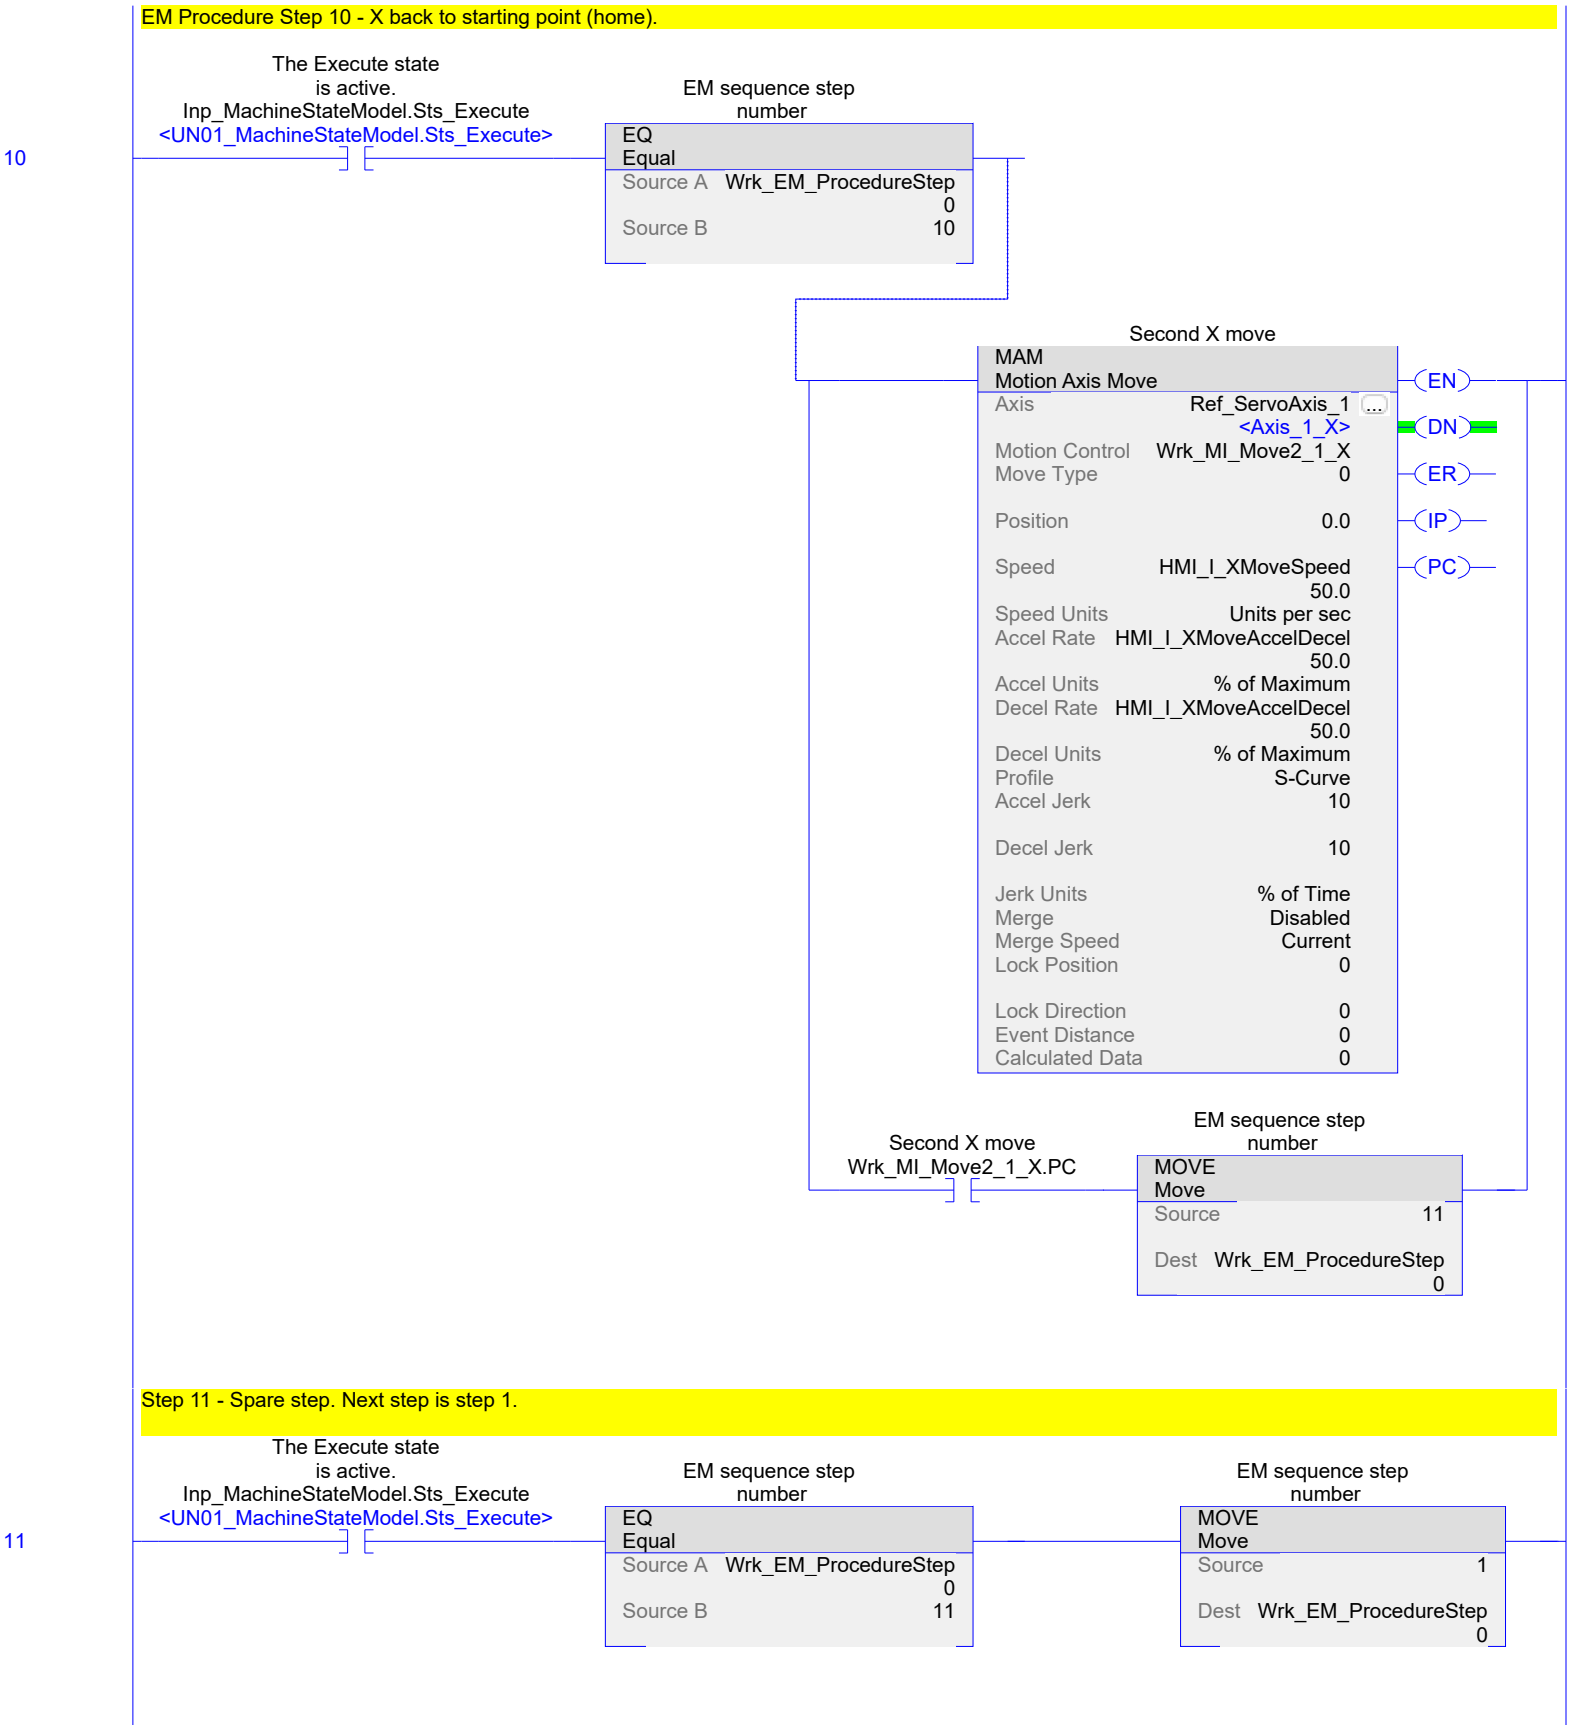 EM Procedure Step 10 - X back to starting point (home).
The Execute state
is active.
Inp_MachineStateModel.Sts_Execute
<UN01_MachineStateModel.Sts_Execute>
EM sequence step
number
10
EQ
Equal
Source A Wrk_EM_ProcedureStep
0
Source B 10
Second X move
MAM
Motion Axis Move
Axis Ref_ServoAxis_1 ...
<Axis_1_X>
Motion Control Wrk_MI_Move2_1_X
Move Type 0
Position 0.0
Speed HMI_I_XMoveSpeed
50.0
Speed Units Units per sec
Accel Rate HMI_I_XMoveAccelDecel
50.0
Accel Units % of Maximum
Decel Rate HMI_I_XMoveAccelDecel
50.0
Decel Units % of Maximum
Profile S-Curve
Accel Jerk 10
Decel Jerk 10
Jerk Units % of Time
Merge Disabled
Merge Speed Current
Lock Position 0
Lock Direction 0
Event Distance 0
Calculated Data 0
EN
DN
ER
IP
PC
Second X move
Wrk_MI_Move2_1_X.PC
EM sequence step
number
MOVE
Move
Source 11
Dest Wrk_EM_ProcedureStep
0
Step 11 - Spare step. Next step is step 1.
The Execute state
is active.
Inp_MachineStateModel.Sts_Execute
<UN01_MachineStateModel.Sts_Execute>
11
EM sequence step
number
EQ
Equal
Source A Wrk_EM_ProcedureStep
0
Source B 11
EM sequence step
number
MOVE
Move
Source 1
Dest Wrk_EM_ProcedureStep
0